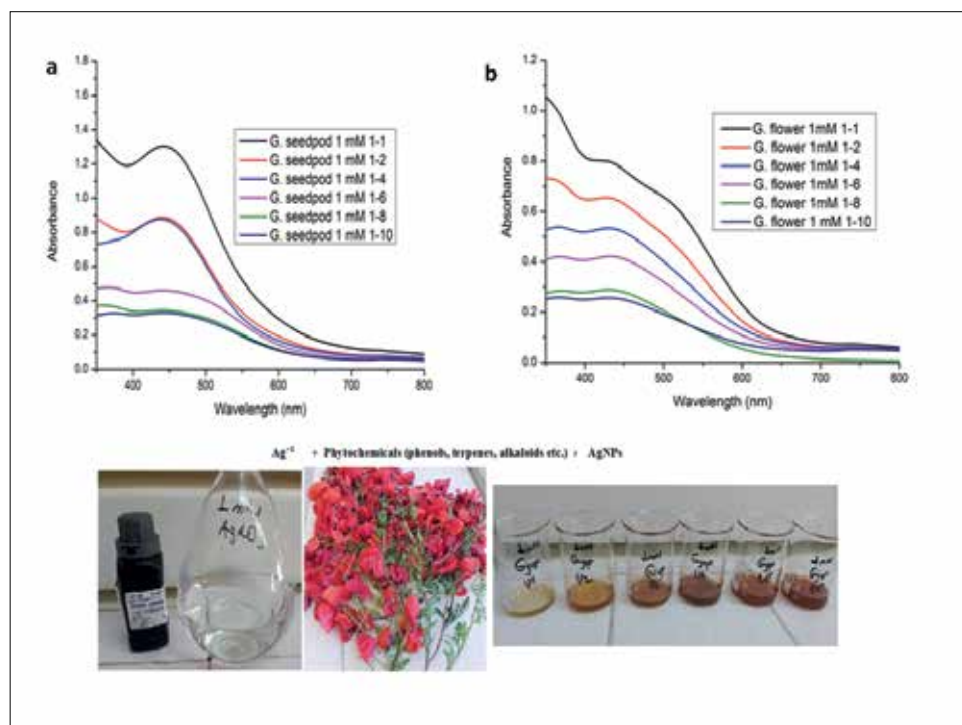 a
1.8
1.6
1.4
1.2
1.0
0.8
0.6
0.4
0.2
0.0
Absorbance
400 500 600 700 800
Wavelength (nm)
G. seedpod 1 mM 1-1
G. seedpod 1 mM 1-2
G. seedpod 1 mM 1-4
G. seedpod 1 mM 1-6
G. seedpod 1 mM 1-8
G. seedpod 1 mM 1-10
b
1.2
1.0
0.8
0.6
0.4
0.2
0.0
Absorbance
400 500 600 700 800
Wavelength (nm)
G. flower 1mM 1-1
G. flower 1mM 1-2
G. flower 1mM 1-4
G. flower 1mM 1-6
G. flower 1mM 1-8
G. flower 1 mM 1-10
+ Phytochemicals (phenols, terpenes, alkaloids etc.) AgNPs
AgNO3